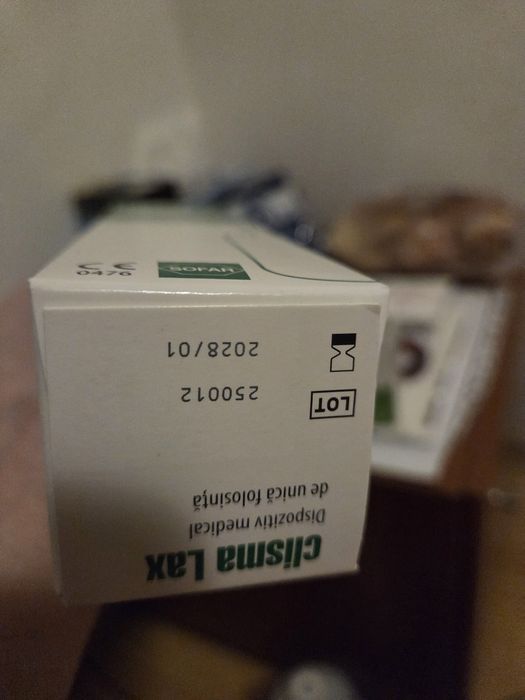 clisma Lax
Dispozitiv medical
de unică folosință
LOT 250012
2028/01
CE
0476
SOFAR